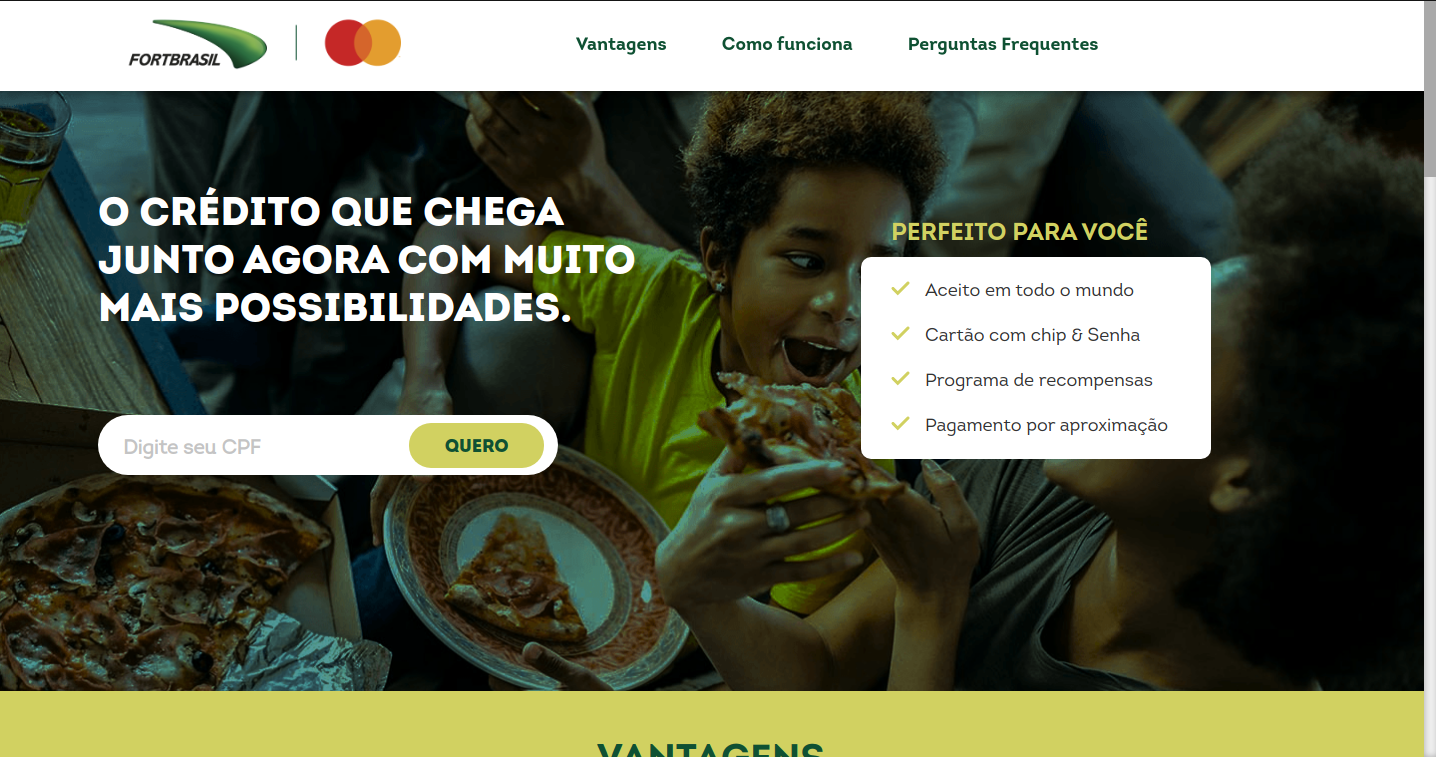 FORTBRASIL
Vantagens
Como funciona
Perguntas Frequentes
O CRÉDITO QUE CHEGA
JUNTO AGORA COM MUITO
MAIS POSSIBILIDADES.
Digite seu CPF
QUERO
PERFEITO PARA VOCÊ
Aceito em todo o mundo
Cartão com chip & Senha
Programa de recompensas
Pagamento por aproximação
VANTAGENS